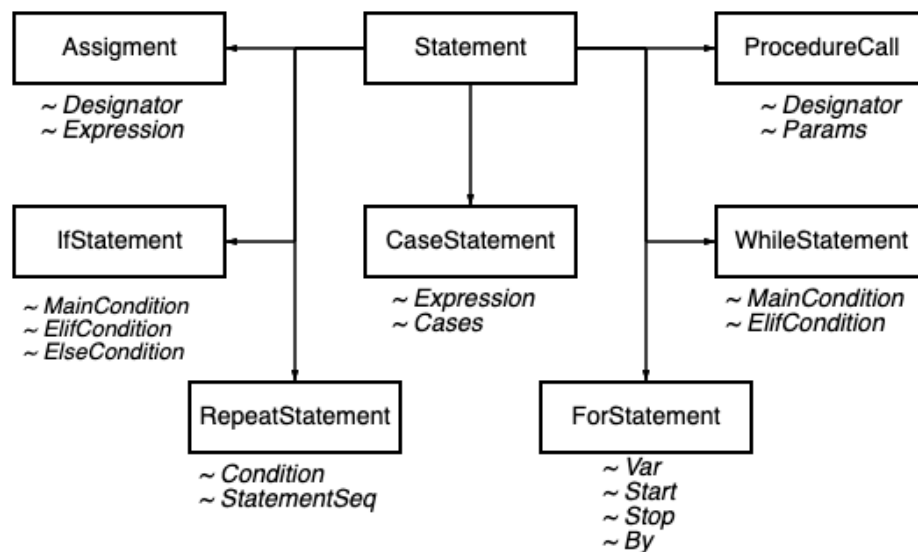 Assigment
Statement
ProcedureCall
~ Designator
~ Expression
~ Designator
~ Params
IfStatement
CaseStatement
WhileStatement
~ MainCondition
~ ElifCondition
~ ElseCondition
~ Expression
~ Cases
~ MainCondition
~ ElifCondition
RepeatStatement
ForStatement
~ Condition
~ StatementSeq
~ Var
~ Start
~ Stop
~ By